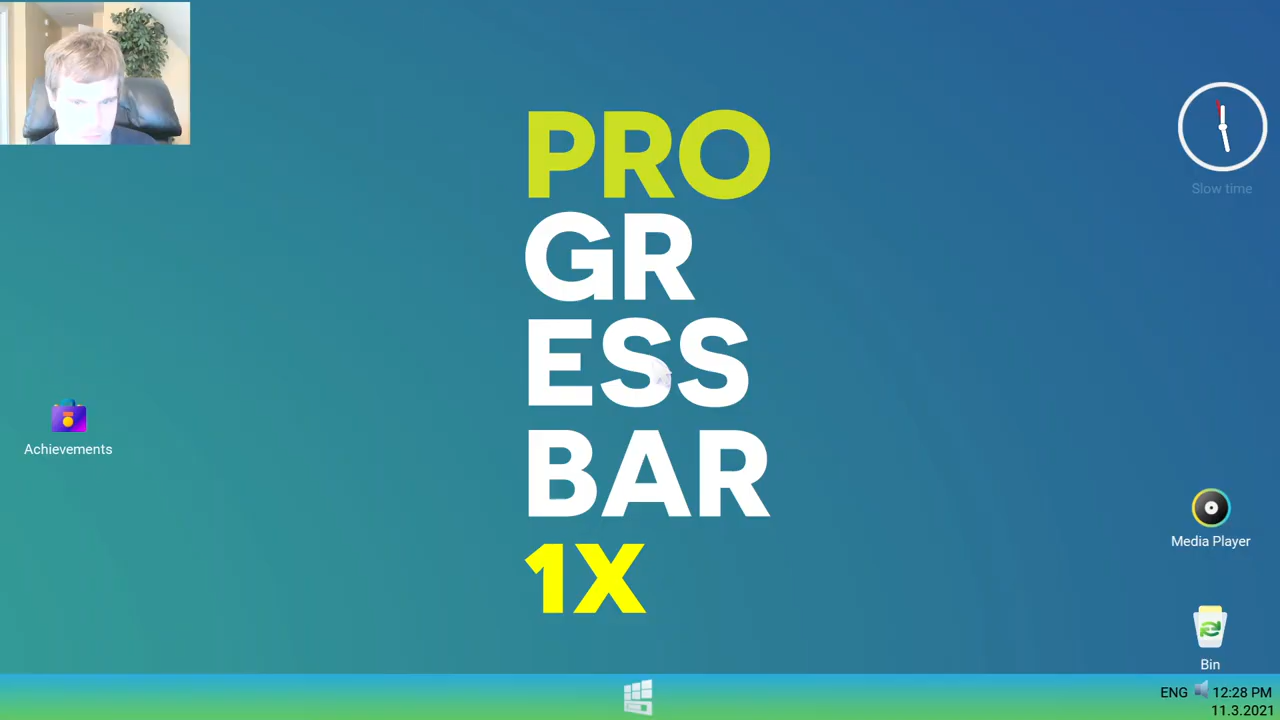 PRO
GR
ESS
BAR
1X
Slow time
Achievements
Media Player
Bin
ENG 12:28 PM
11.3.2021